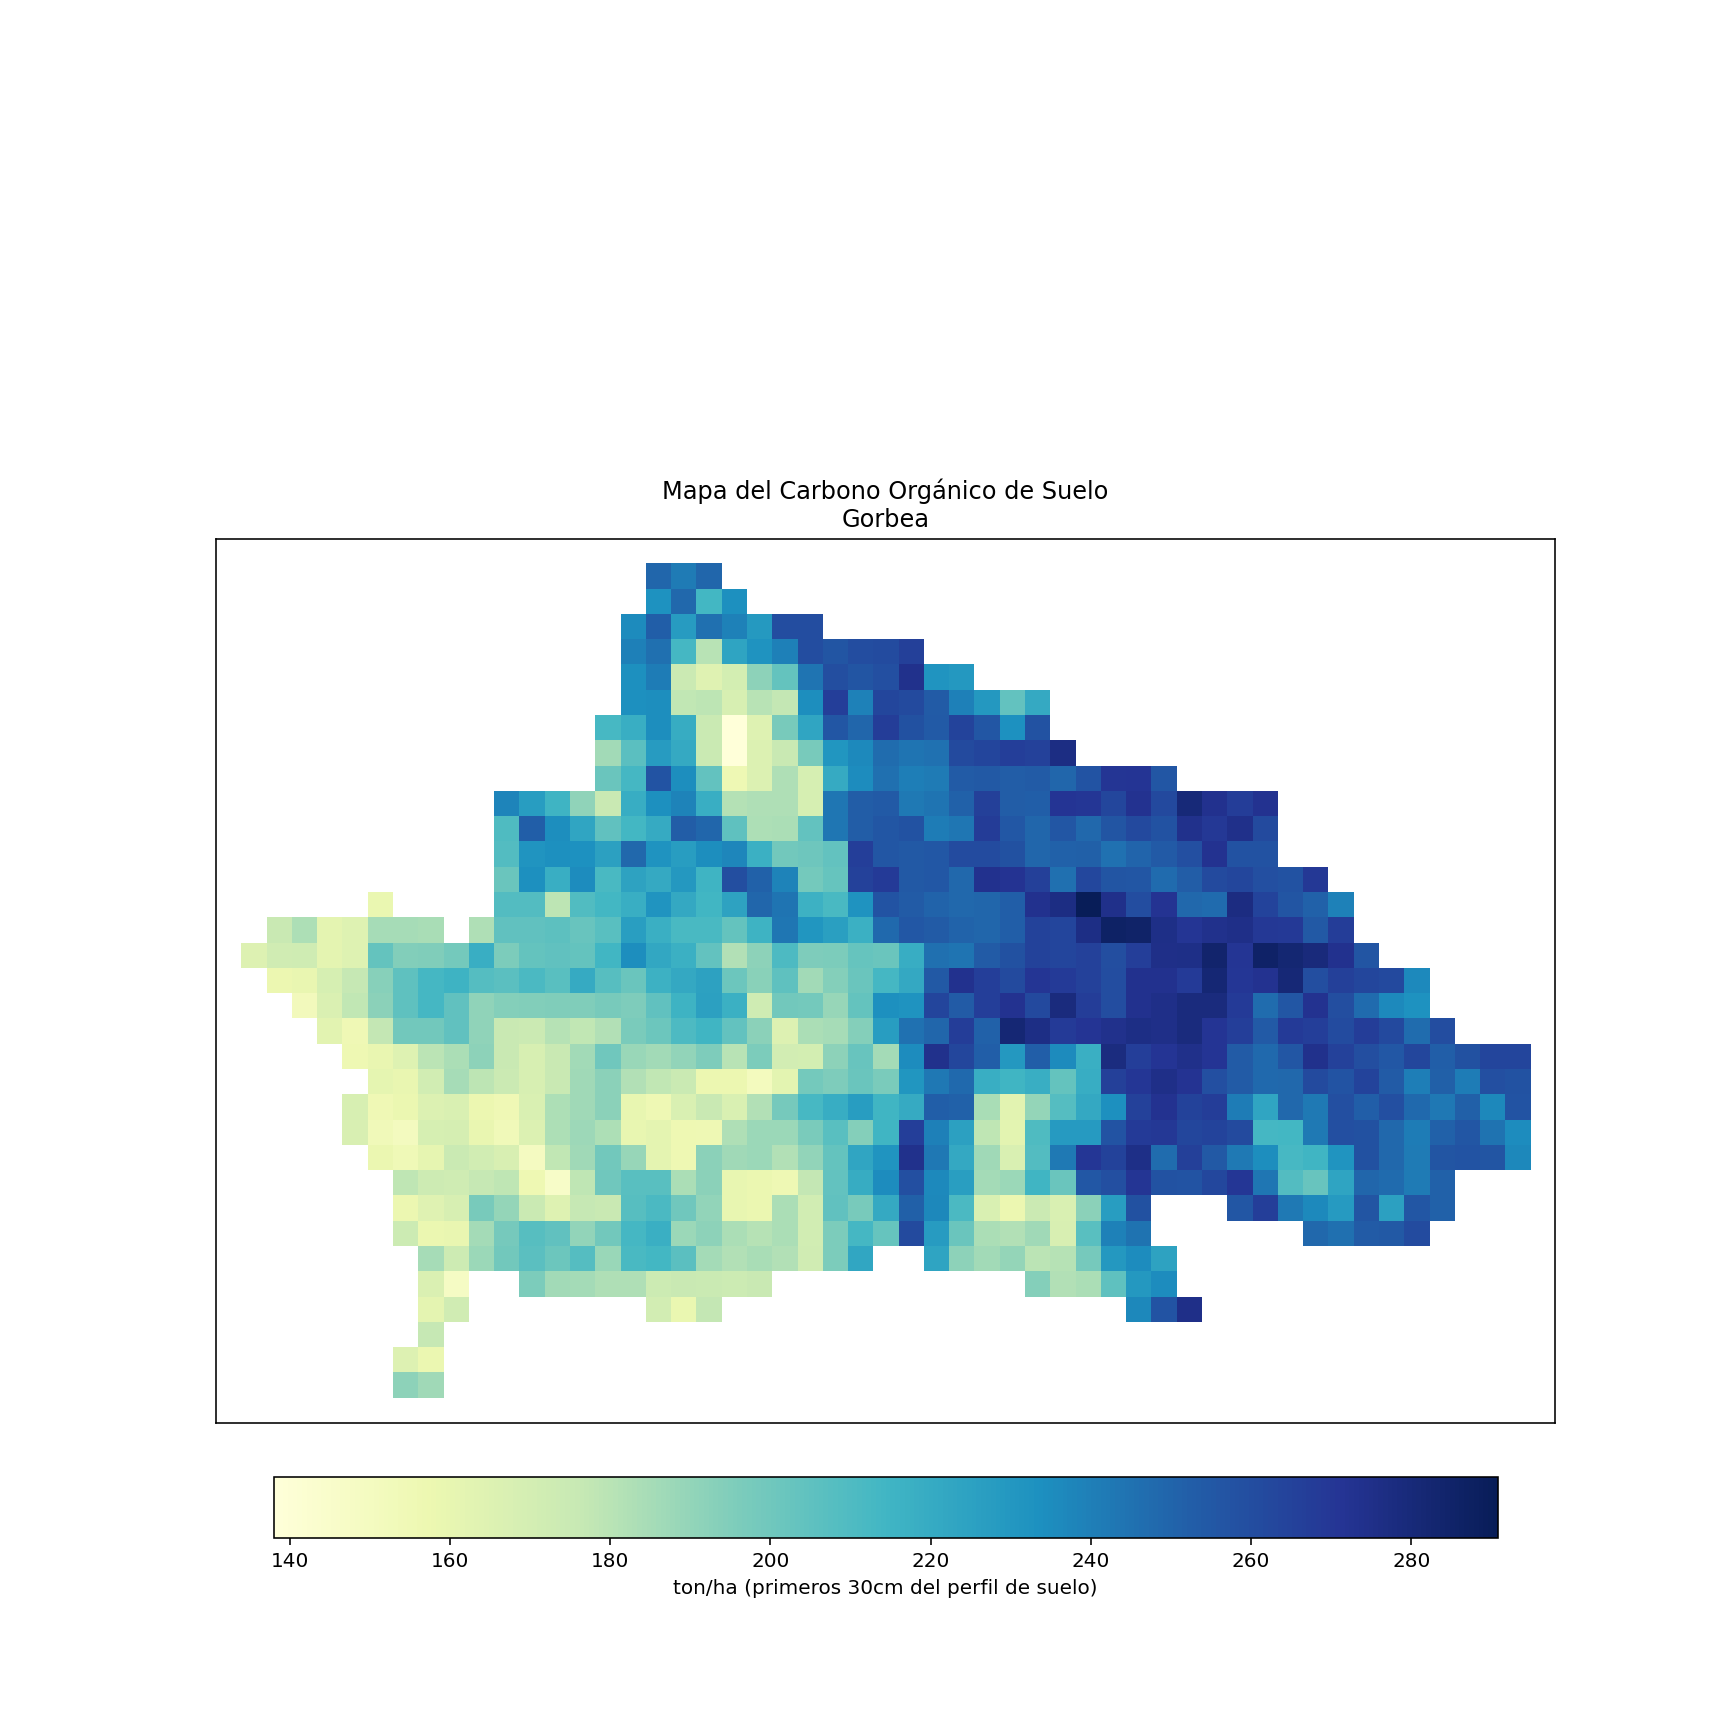 Mapa del Carbono Orgánico de Suelo
Gorbea
140 160 180 200 220 240 260 280
ton/ha (primeros 30cm del perfil de suelo)